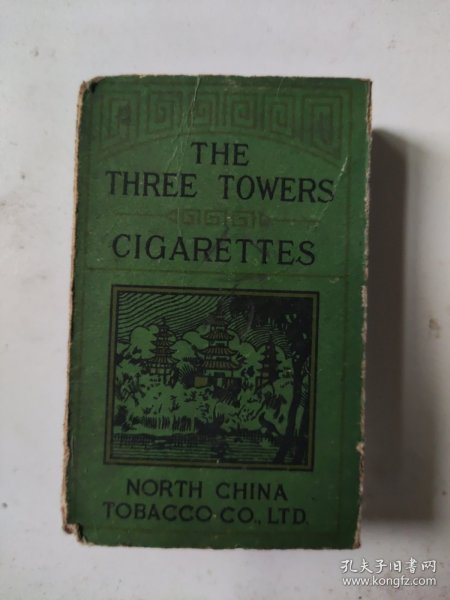 THE
THREE TOWERS
CIGARETTES
NORTH CHINA
TOBACCO CO., LTD.
孔夫子旧书网
www.kongfz.com